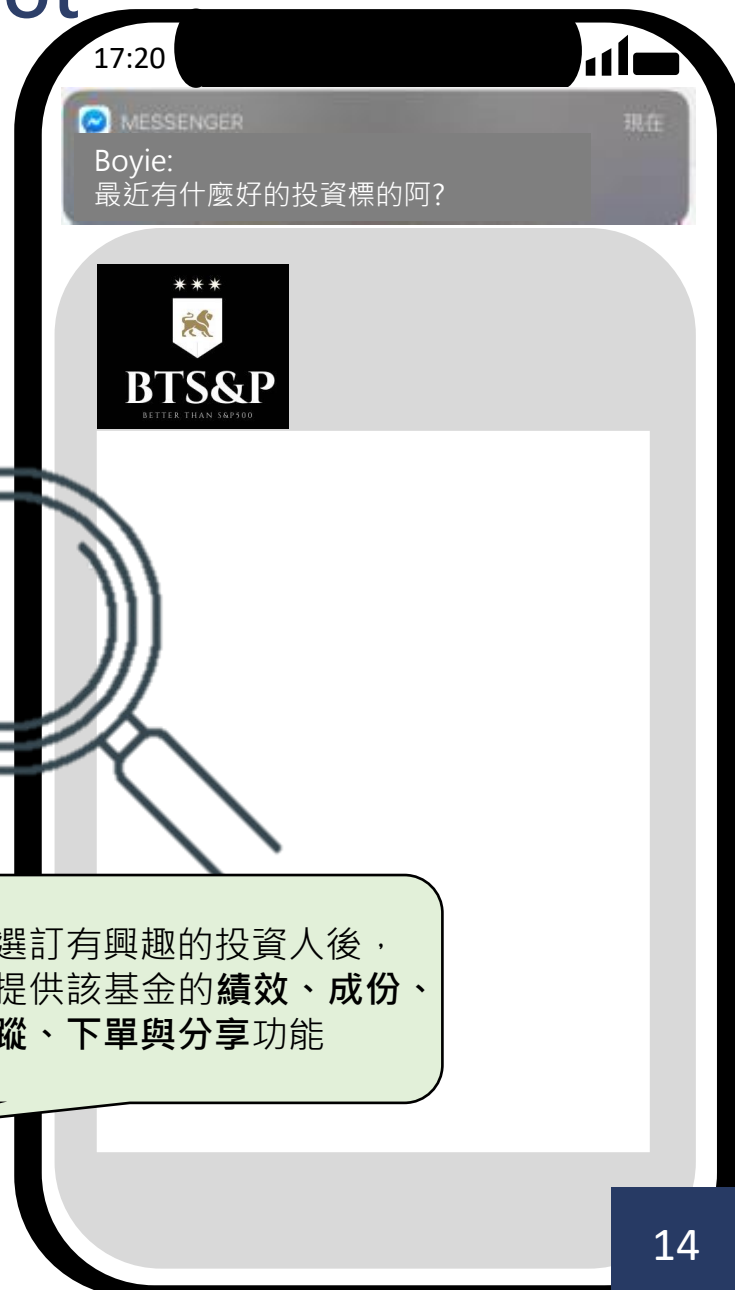 ot
17:20
MESSENGER
現在
Boyie:
最近有什麼好的投資標的阿?
BTS&P
BETTER THAN S&P500
選訂有興趣的投資人後，
提供該基金的績效、成份、
蹤、下單與分享功能
14